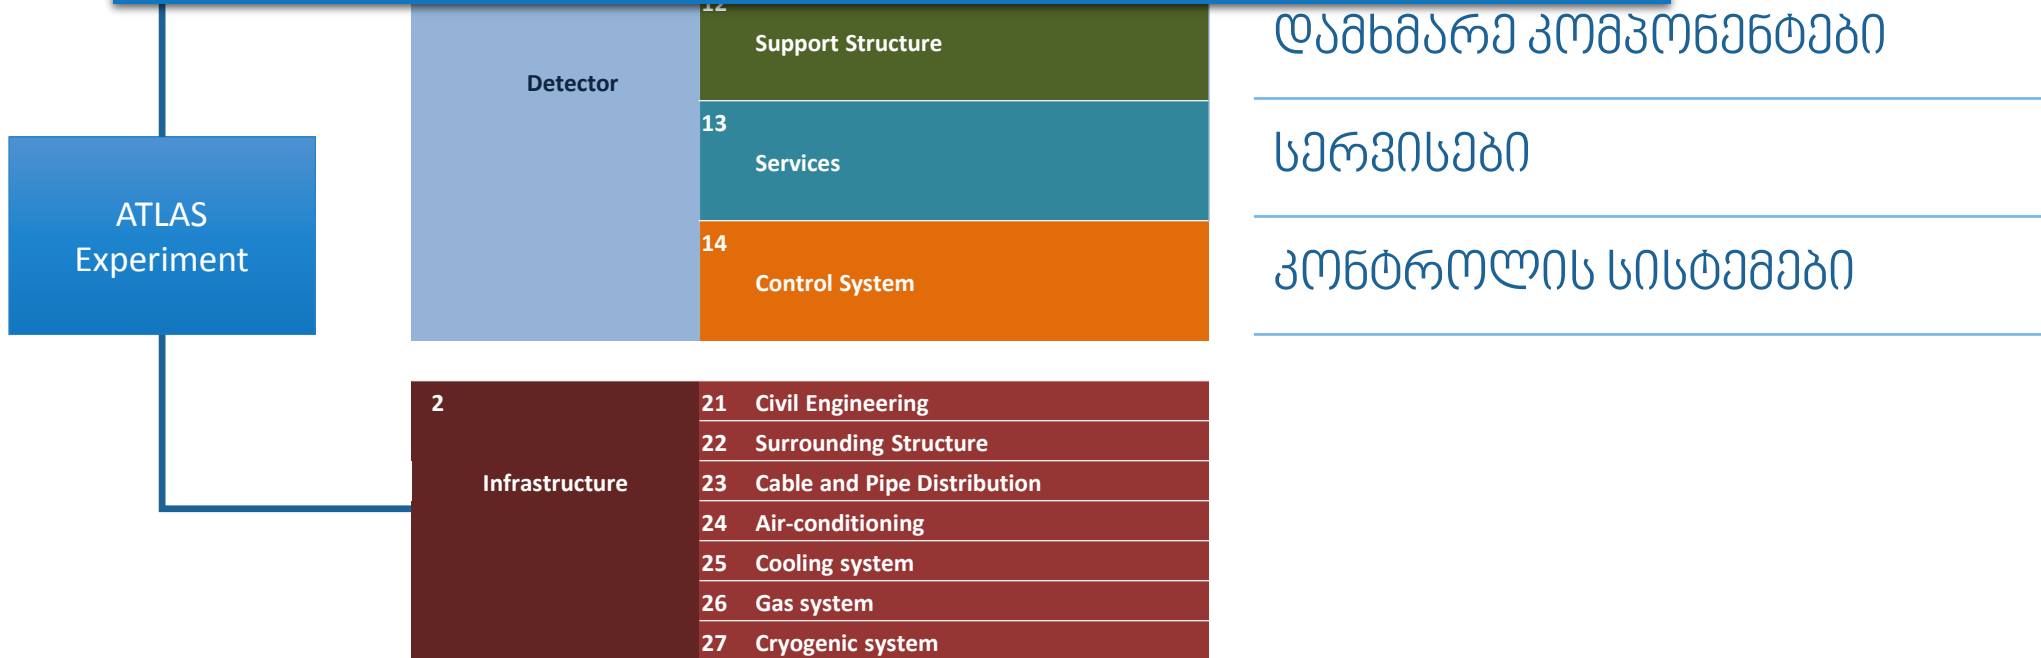 ATLAS
Experiment
Detector
12
Support Structure
13
Services
14
Control System
დამხმარე კომპონენტები
სერვისები
კონტროლის სისტემები
2
Infrastructure
21 Civil Engineering
22 Surrounding Structure
23 Cable and Pipe Distribution
24 Air-conditioning
25 Cooling system
26 Gas system
27 Cryogenic system